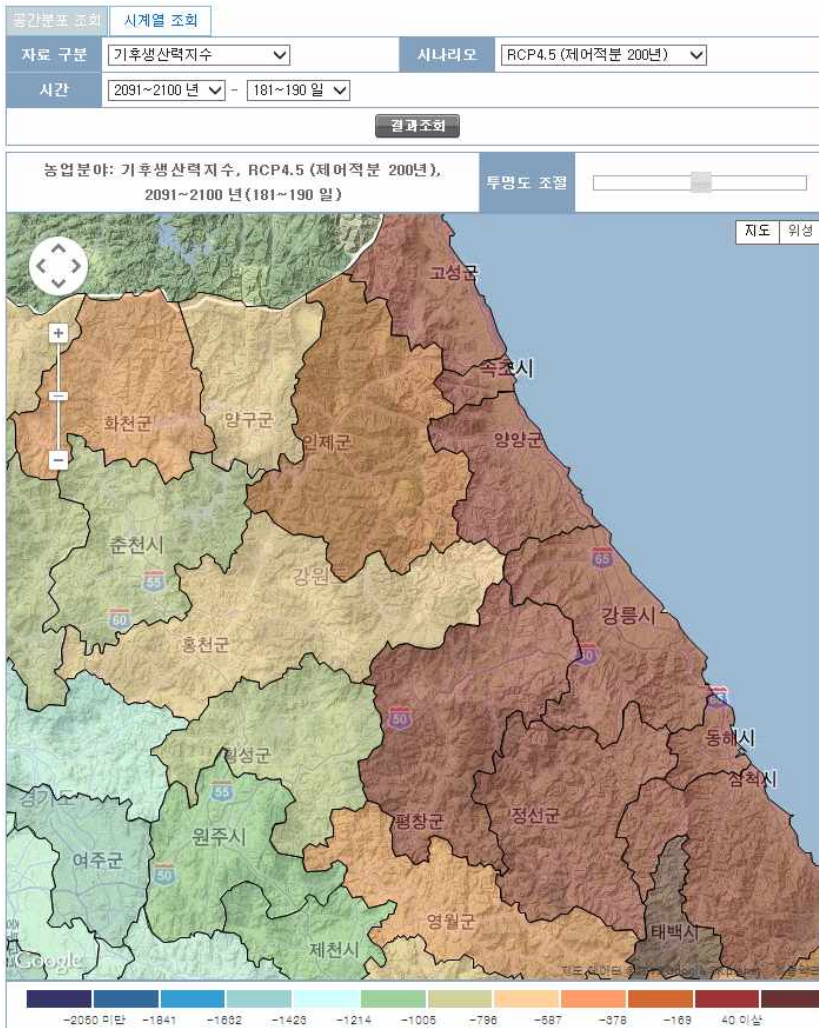 공간분포 조회 시계열 조회
자료 구분 기후생산력지수 시나리오 RCP4.5 (제어적분 200년)
시간 2091~2100 년 - 181~190 일
결과조회
농업분야: 기후생산력지수, RCP4.5 (제어적분 200년),
2091~2100 년(181~190 일)
투명도 조절
지도 위성
고성군
속초시
화천군 양구군 인제군 양양군
춘천시 강원도
55 65
60 강릉시
홍천군 50
50
횡성군 동해시
경기도 55 삼척시
여주군 원주시 평창군 정선군
50
영월군 태백시
제천시
Google
-2050 미만 -1841 -1632 -1423 -1214 -1005 -796 -587 -378 -169 40 이상